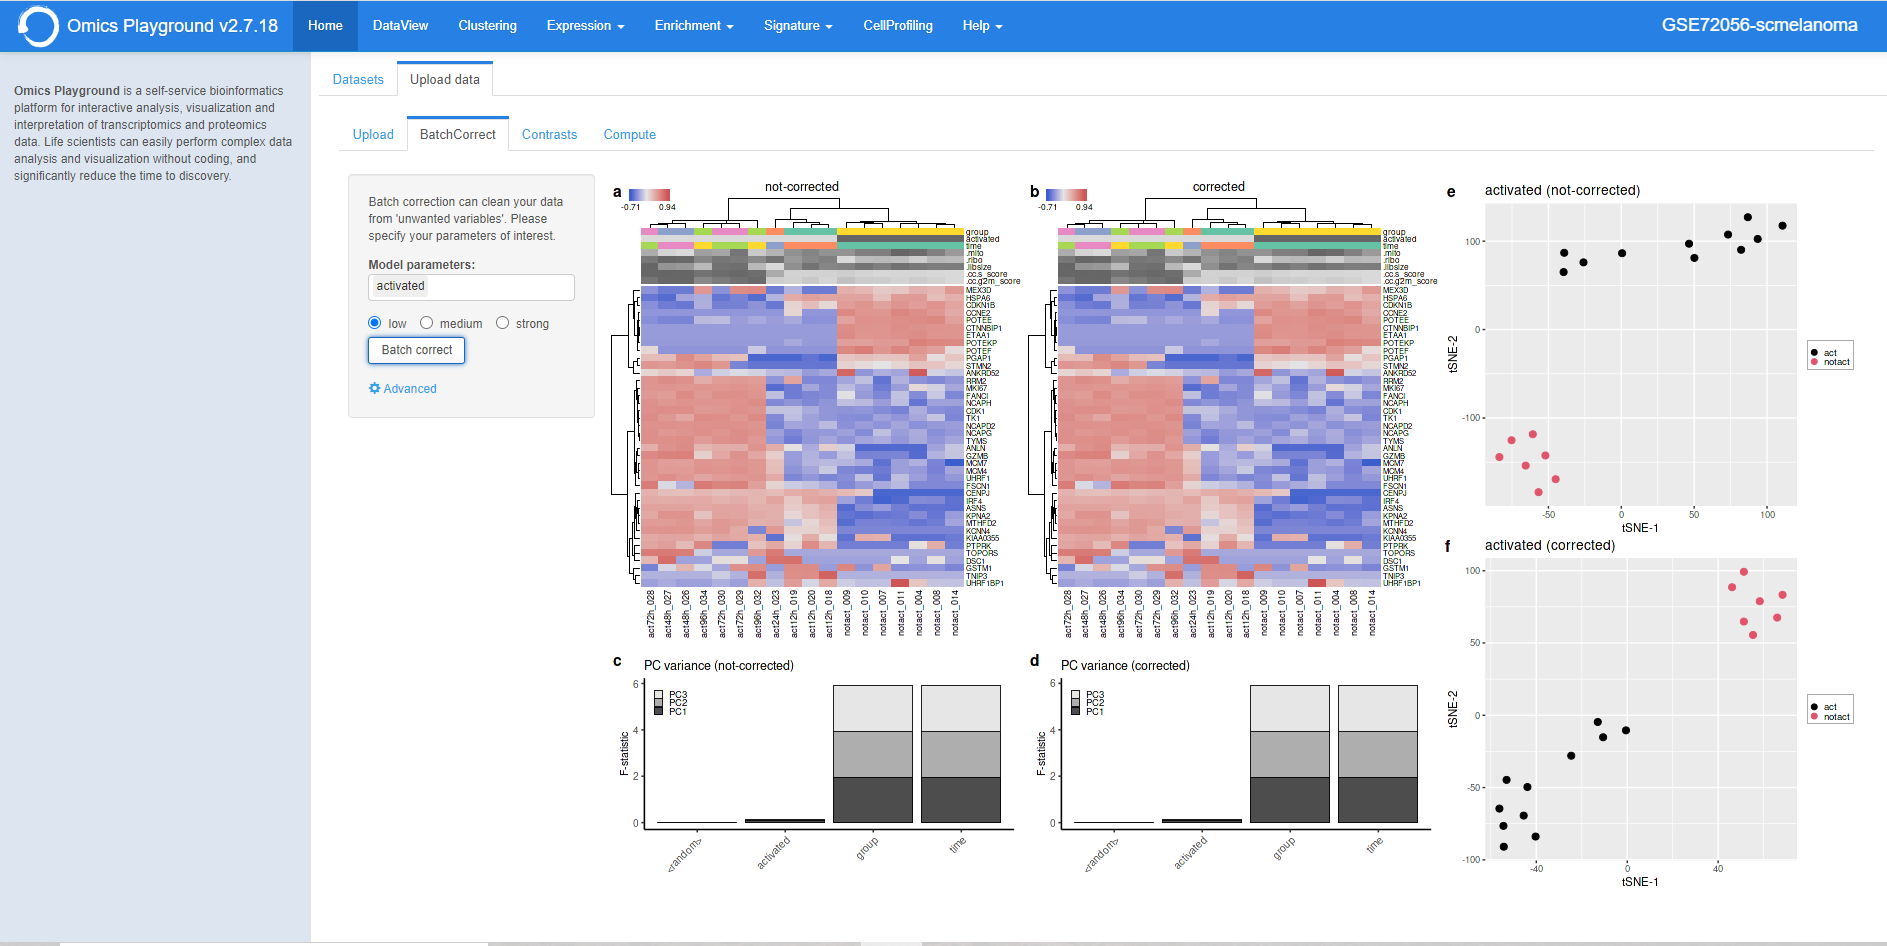 Omics Playground v2.7.18
Home
DataView
Clustering
Expression
Enrichment
Signature
CellProfiling
Help
GSE72056-scmelanoma
Omics Playground is a self-service bioinformatics
platform for interactive analysis, visualization and
interpretation of transcriptomics and proteomics
data. Life scientists can easily perform complex data
analysis and visualization without coding, and
significantly reduce the time to discovery.
Datasets
Upload data
Upload
BatchCorrect
Contrasts
Compute
Batch correction can clean your data
from 'unwanted variables'. Please
specify your parameters of interest.
Model parameters:
activated
low
medium
strong
Batch correct
Advanced
a
not-corrected
-0.71
0.94
group
activated
time
.mito
.ribo
.libsize
.cc.s_score
.cc.g2m_score
MEX3D
HSPA6
CDKN1B
CCNE2
POTEE
CTNNBIP1
ETAA1
POTEKP
POTEF
PGAP1
STMN2
ANKRD52
RRM2
MKI67
FANCI
NCAPH
CDK1
TK1
NCAPD2
NCAPG
TYMS
ANLN
GZMB
MCM7
MCM4
UHRF1
FSCN1
CENPJ
IRF4
ASNS
KPNA2
MTHFD2
KCNN4
KIAA0355
PTPRK
TOPORS
DSC1
GSTM1
TNIP3
UHRF1BP1
act72h_028
act48h_027
act48h_026
act96h_034
act72h_030
act72h_029
act96h_032
act24h_023
act12h_019
act12h_020
act12h_018
notact_009
notact_010
notact_007
notact_011
notact_004
notact_008
notact_014
b
corrected
-0.71
0.94
group
activated
time
.mito
.ribo
.libsize
.cc.s_score
.cc.g2m_score
MEX3D
HSPA6
CDKN1B
CCNE2
POTEE
CTNNBIP1
ETAA1
POTEKP
POTEF
PGAP1
STMN2
ANKRD52
RRM2
MKI67
FANCI
NCAPH
CDK1
TK1
NCAPD2
NCAPG
TYMS
ANLN
GZMB
MCM7
MCM4
UHRF1
FSCN1
CENPJ
IRF4
ASNS
KPNA2
MTHFD2
KCNN4
KIAA0355
PTPRK
TOPORS
DSC1
GSTM1
TNIP3
UHRF1BP1
act72h_028
act48h_027
act48h_026
act96h_034
act72h_030
act72h_029
act96h_032
act24h_023
act12h_019
act12h_020
act12h_018
notact_009
notact_010
notact_007
notact_011
notact_004
notact_008
notact_014
c
PC variance (not-corrected)
F-statistic
6
4
2
0
PC3
PC2
PC1
<random>
activated
group
time
d
PC variance (corrected)
F-statistic
6
4
2
0
PC3
PC2
PC1
<random>
activated
group
time
e
activated (not-corrected)
tSNE-2
100
0
-100
-50
0
50
100
tSNE-1
act
notact
f
activated (corrected)
tSNE-2
100
50
0
-50
-100
-40
0
40
tSNE-1
act
notact